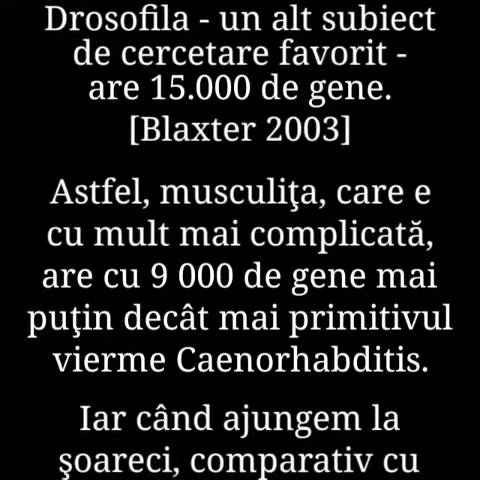 Drosofila - un alt subiect
de cercetare favorit -
are 15.000 de gene.
[Blaxter 2003]
Astfel, musculiţa, care e
cu mult mai complicată,
are cu 9 000 de gene mai
puţin decât mai primitivul
vierme Caenorhabditis.
Iar când ajungem la
şoareci, comparativ cu